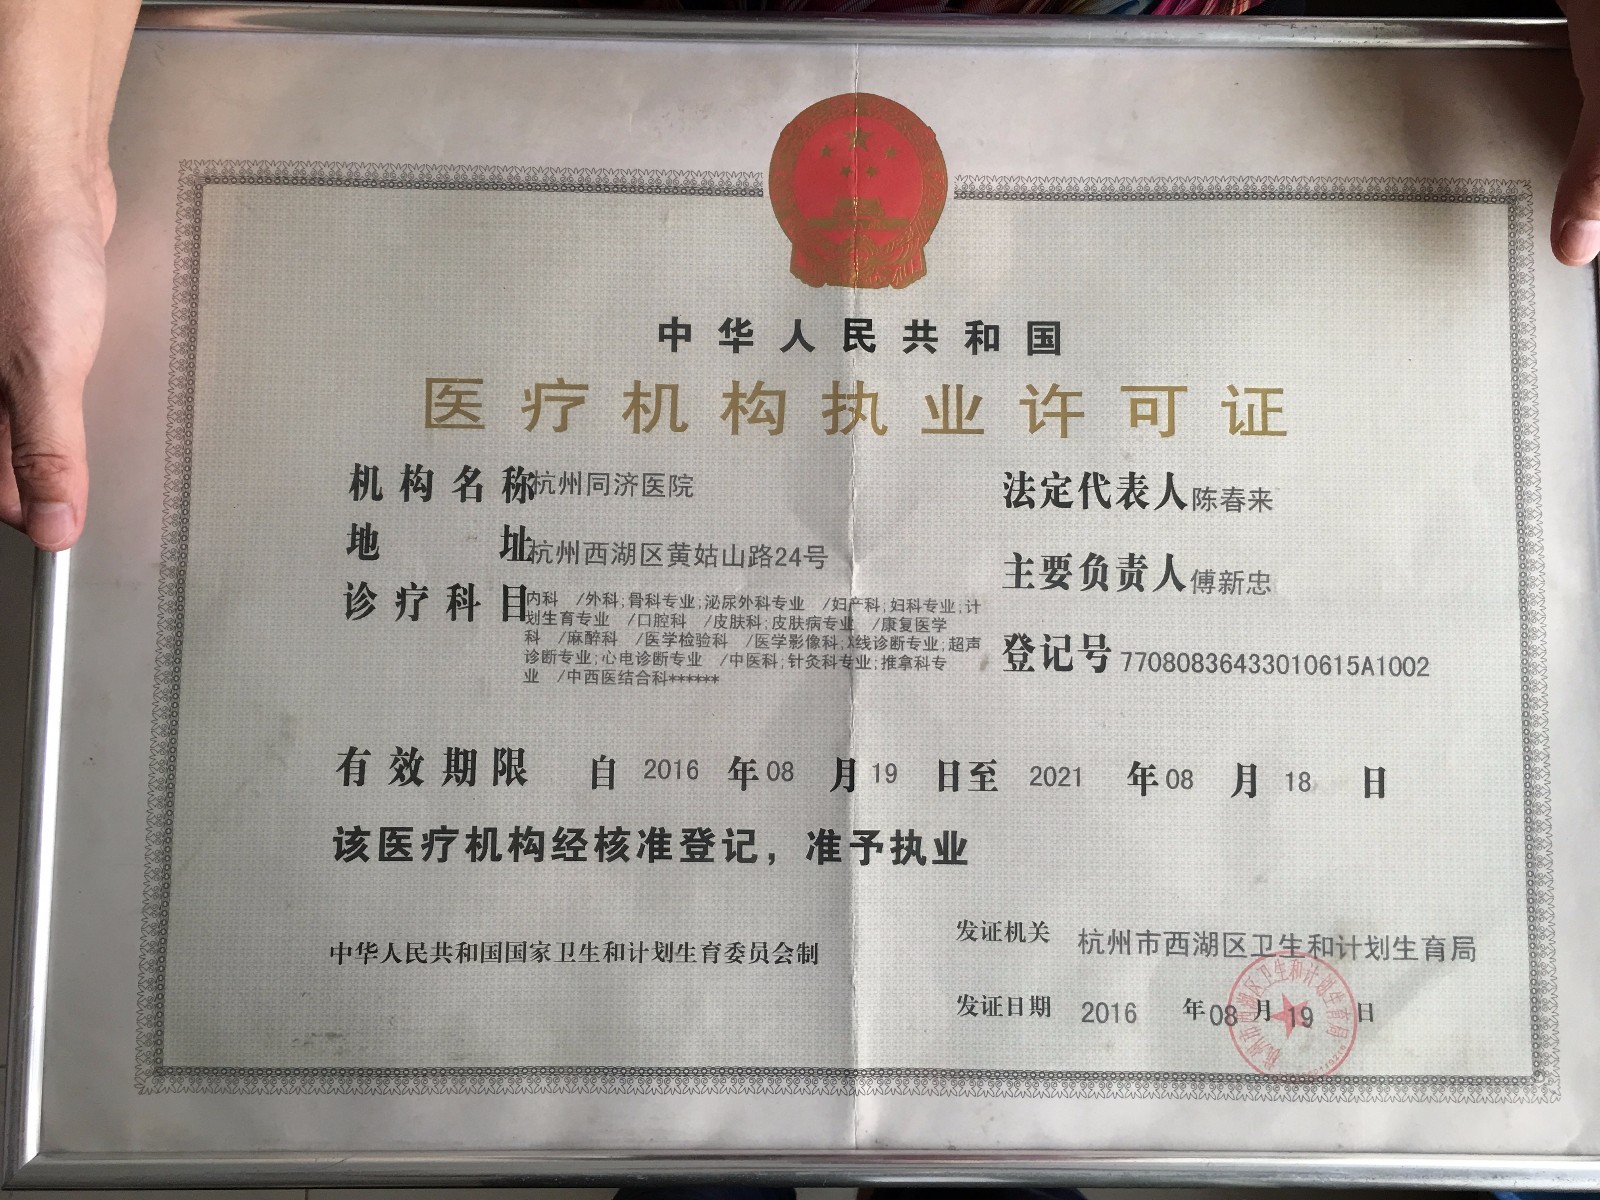 中华人民共和国
医疗机构执业许可证
机构名称 杭州同济医院
地址 杭州西湖区黄姑山路24号
诊疗科目 内科 /外科;骨科专业;泌尿外科专业 /妇产科;妇科专业;计
划生育专业 /口腔科 /皮肤科;皮肤病专业 /康复医学
科 /麻醉科 /医学检验科 /医学影像科;X线诊断专业;超声
诊断专业;心电诊断专业 /中医科;针灸科专业;推拿科专
业 /中西医结合科******
法定代表人 陈春来
主要负责人 傅新忠
登记号 77080836433010615A1002
有效期限 自 2016 年 08 月 19 日至 2021 年 08 月 18 日
该医疗机构经核准登记，准予执业
中华人民共和国国家卫生和计划生育委员会制
发证机关 杭州市西湖区卫生和计划生育局
发证日期 2016 年 08 月 19 日
杭州市西湖区卫生和计划生育局